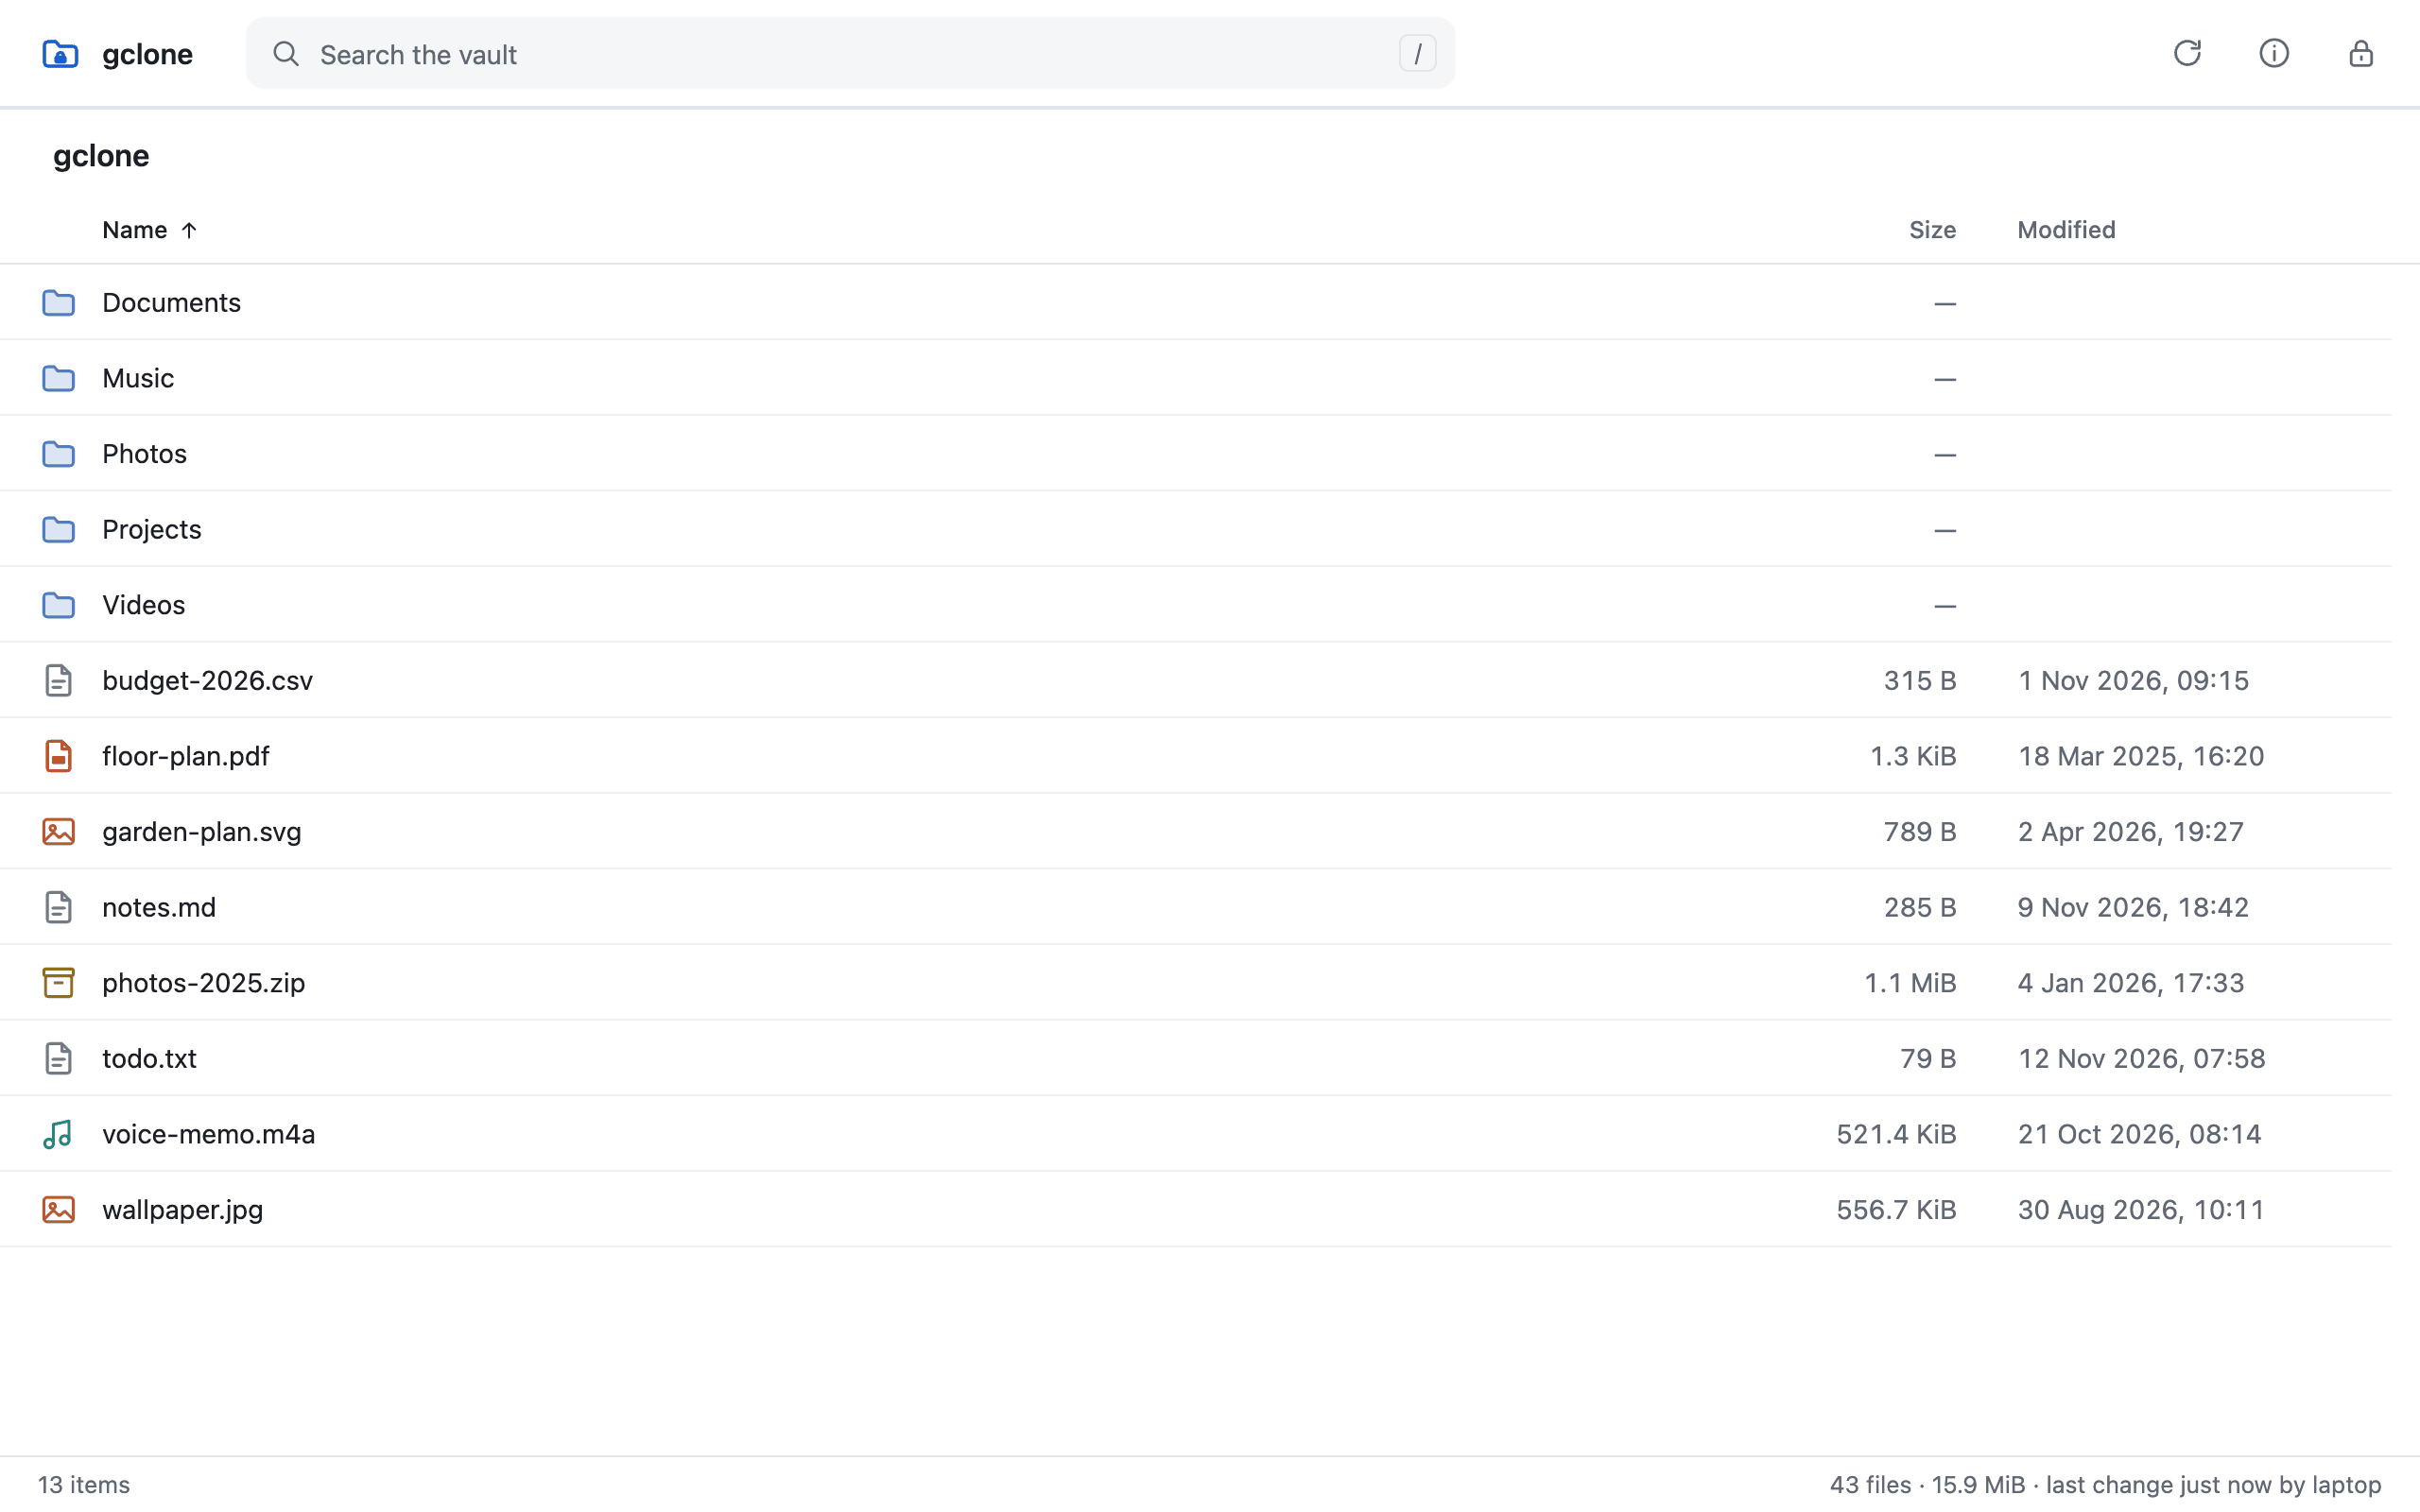 gclone
Search the vault /
gclone
Name ↑ Size Modified
Documents —
Music —
Photos —
Projects —
Videos —
budget-2026.csv 315 B 1 Nov 2026, 09:15
floor-plan.pdf 1.3 KiB 18 Mar 2025, 16:20
garden-plan.svg 789 B 2 Apr 2026, 19:27
notes.md 285 B 9 Nov 2026, 18:42
photos-2025.zip 1.1 MiB 4 Jan 2026, 17:33
todo.txt 79 B 12 Nov 2026, 07:58
voice-memo.m4a 521.4 KiB 21 Oct 2026, 08:14
wallpaper.jpg 556.7 KiB 30 Aug 2026, 10:11
13 items 43 files · 15.9 MiB · last change just now by laptop